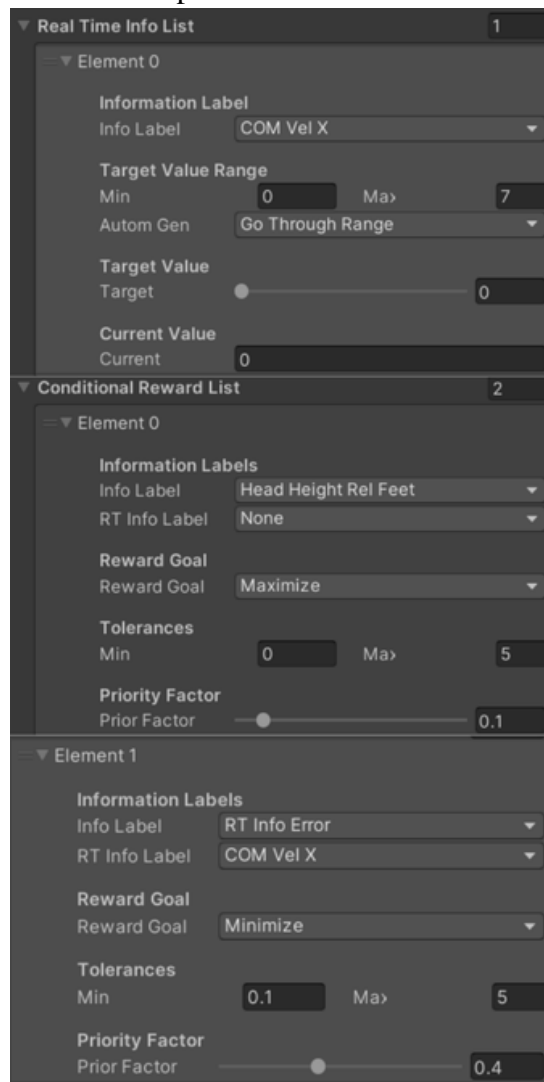 Real Time Info List 1
Element 0
Information Label
Info Label COM Vel X
Target Value Range
Min 0 Max 7
Autom Gen Go Through Range
Target Value
Target 0
Current Value
Current 0
Conditional Reward List 2
Element 0
Information Labels
Info Label Head Height Rel Feet
RT Info Label None
Reward Goal
Reward Goal Maximize
Tolerances
Min 0 Max 5
Priority Factor
Prior Factor 0.1
Element 1
Information Labels
Info Label RT Info Error
RT Info Label COM Vel X
Reward Goal
Reward Goal Minimize
Tolerances
Min 0.1 Max 5
Priority Factor
Prior Factor 0.4